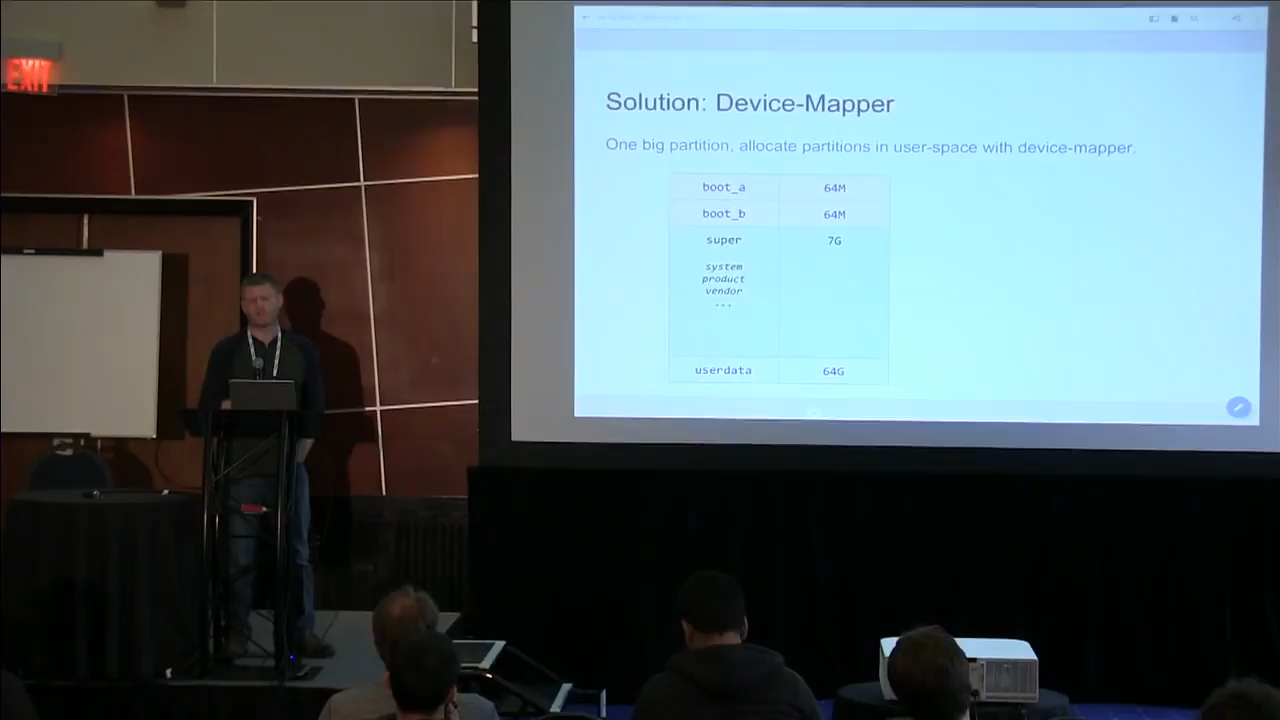 EXIT
Solution: Device-Mapper
One big partition, allocate partitions in user-space with device-mapper.
boot_a 64M
boot_b 64M
super 7G
system
product
vendor
...
userdata 64G